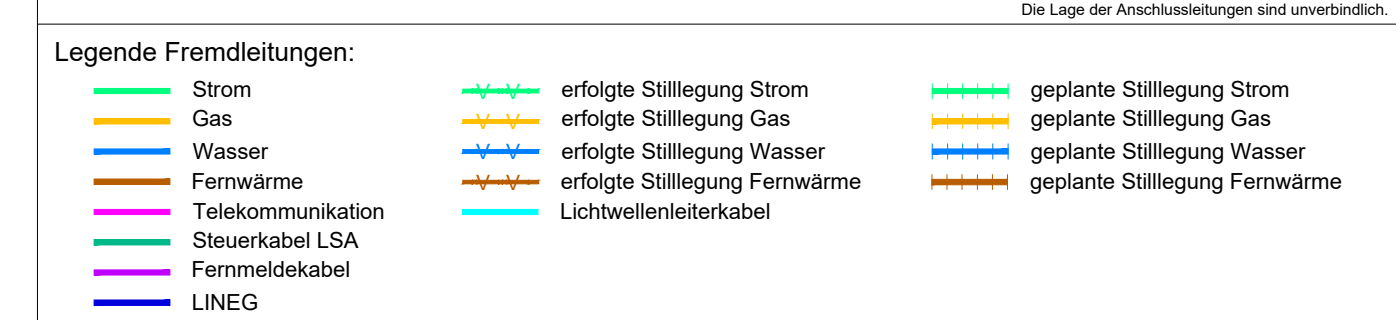 Die Lage der Anschlussleitungen sind unverbindlich.
Legende Fremdleitungen:
Strom erfolgte Stilllegung Strom geplante Stilllegung Strom
Gas erfolgte Stilllegung Gas geplante Stilllegung Gas
Wasser erfolgte Stilllegung Wasser geplante Stilllegung Wasser
Fernwärme erfolgte Stilllegung Fernwärme geplante Stilllegung Fernwärme
Telekommunikation Lichtwellenleiterkabel
Steuerkabel LSA
Fernmeldekabel
LINEG